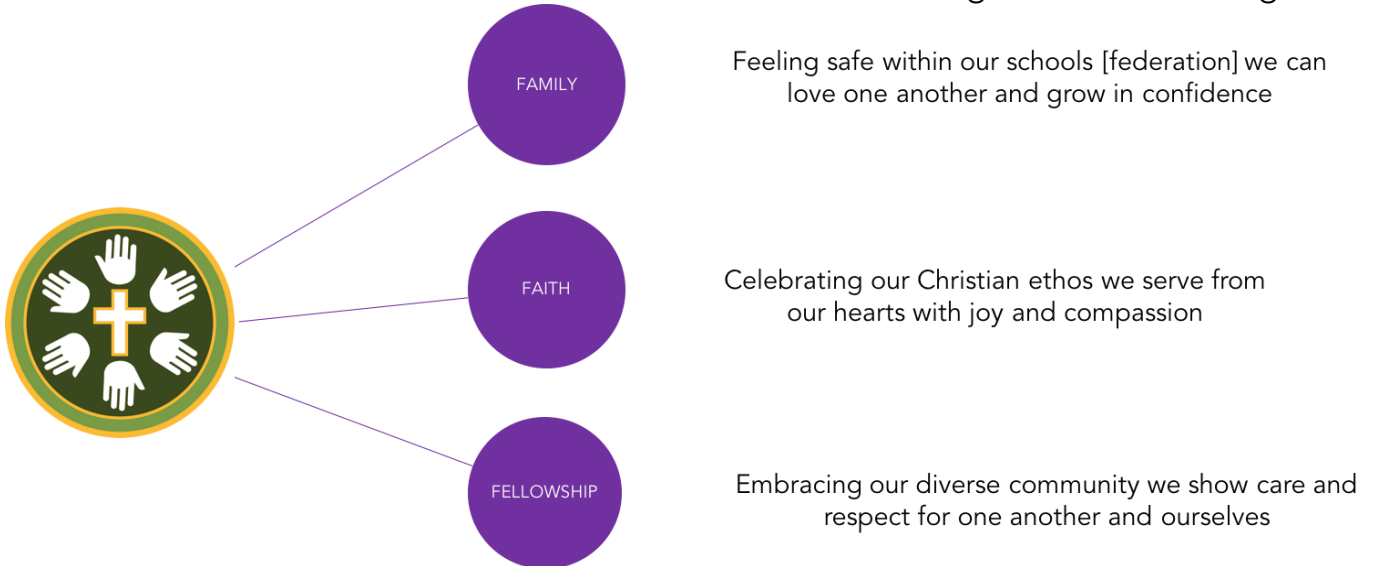 FAMILY
Feeling safe within our schools [federation] we can
love one another and grow in confidence
FAITH
Celebrating our Christian ethos we serve from
our hearts with joy and compassion
FELLOWSHIP
Embracing our diverse community we show care and
respect for one another and ourselves